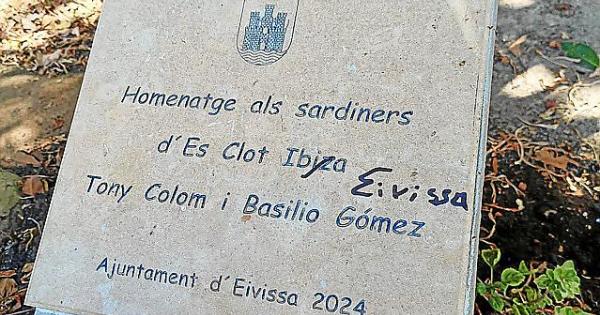 Homenatge als sardiners
d´Es Clot Ibiza Eivissa
Tony Colom i Basilio Gómez
Ajuntament d´Eivissa 2024